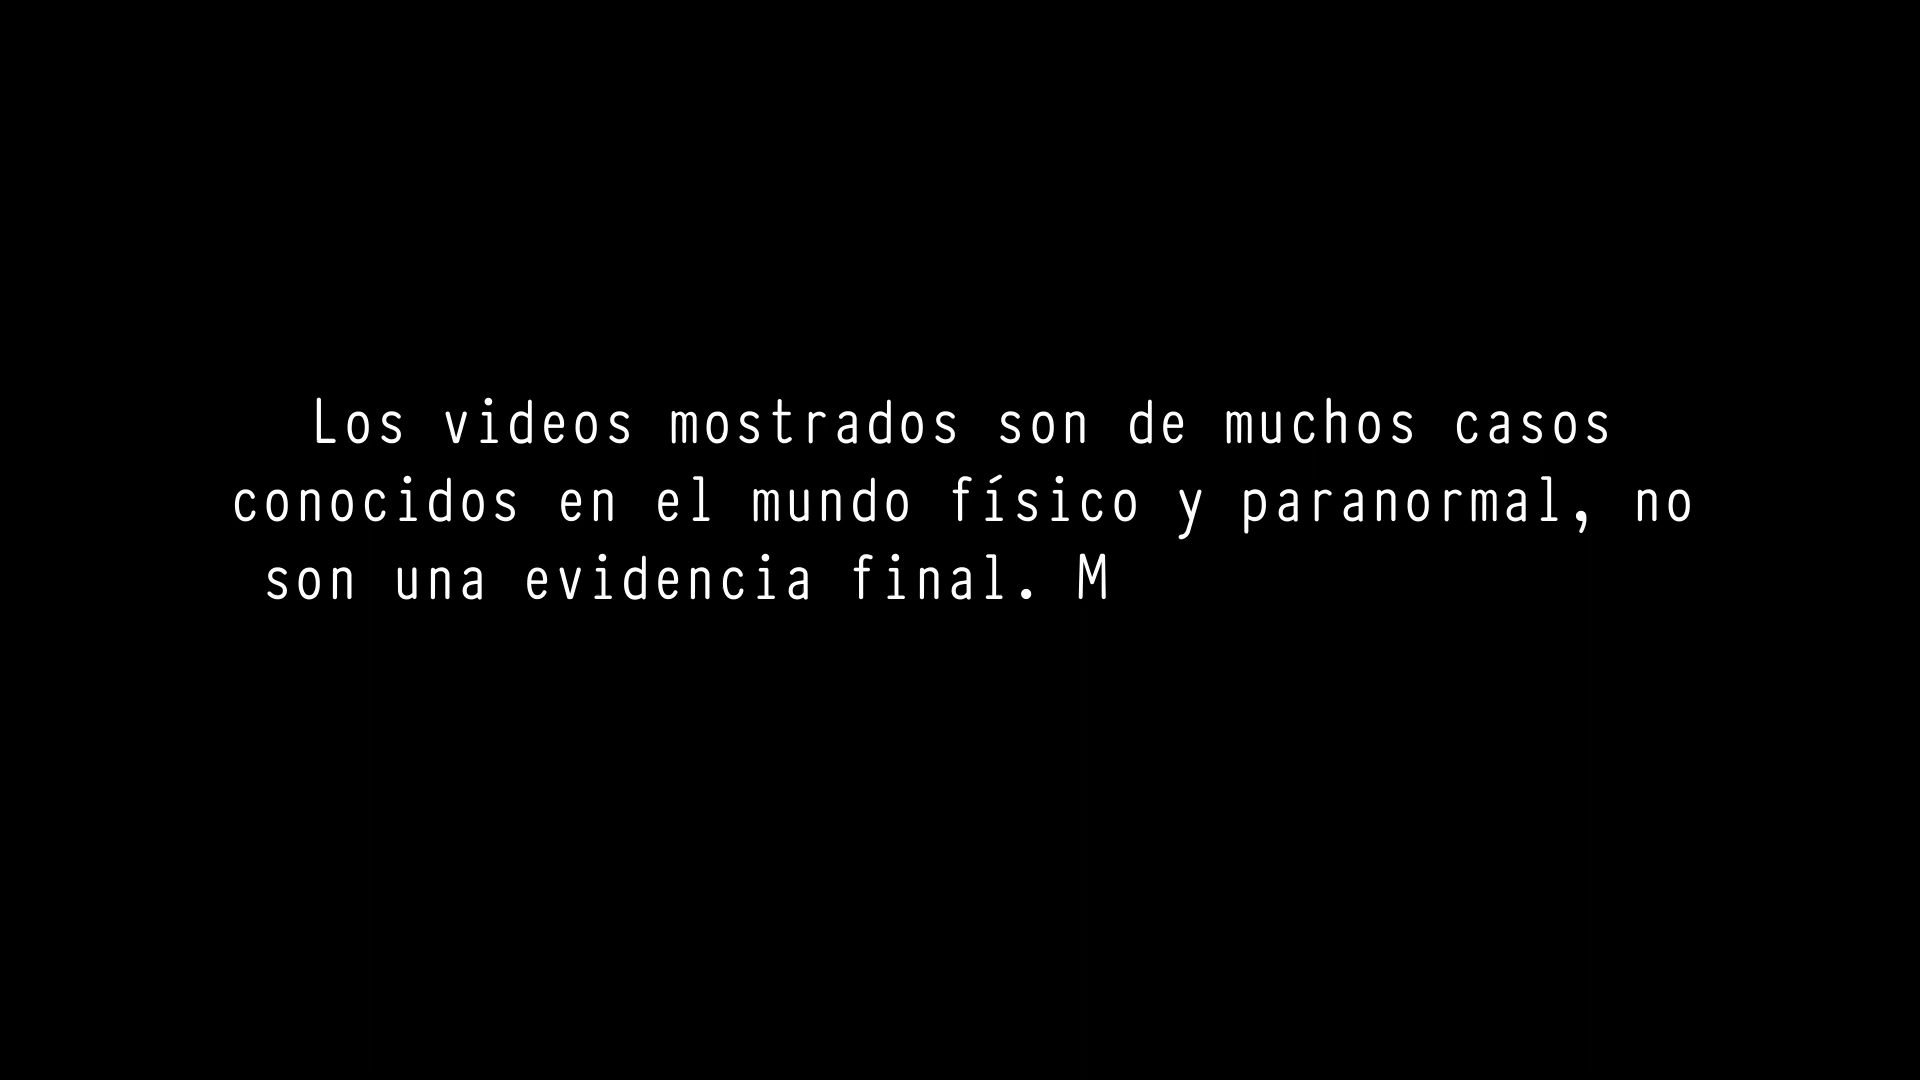 Los videos mostrados son de muchos casos
conocidos en el mundo físico y paranormal, no
son una evidencia final. M